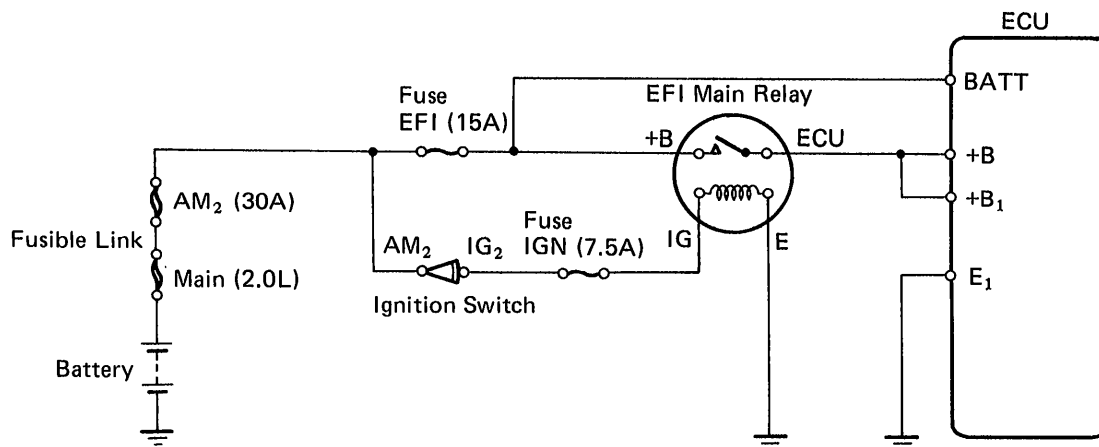 ECU
BATT
Fuse
EFI (15A)
EFI Main Relay
+B
ECU
+B
+B₁
AM₂ (30A)
Fusible Link
Main (2.0L)
AM₂
IG₂
Fuse
IGN (7.5A)
IG
E
Ignition Switch
E₁
Battery